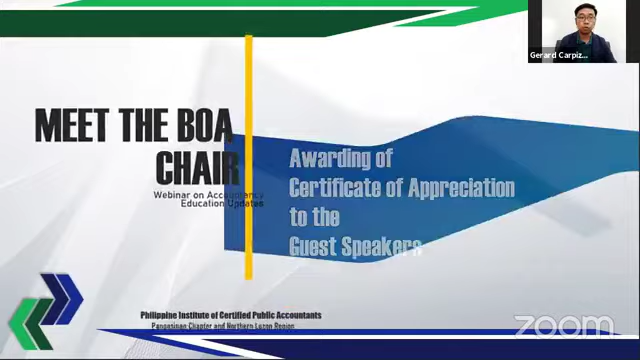 Gerard Carpiz...
MEET THE BOA
CHAIR
Webinar on Accountancy
Education Updates
Awarding of
Certificate of Appreciation
to the
Guest Speakers
Philippine Institute of Certified Public Accountants
Pangasinan Chapter and Northern Luzon Region
zoom